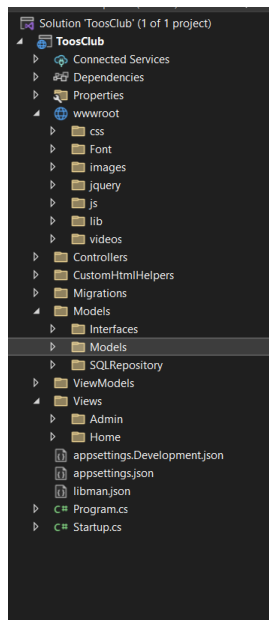 Solution 'ToosClub' (1 of 1 project)
ToosClub
Connected Services
Dependencies
Properties
wwwroot
css
Font
images
jquery
js
lib
videos
Controllers
CustomHtmlHelpers
Migrations
Models
Interfaces
Models
SQLRepository
ViewModels
Views
Admin
Home
appsettings.Development.json
appsettings.json
libman.json
C# Program.cs
C# Startup.cs